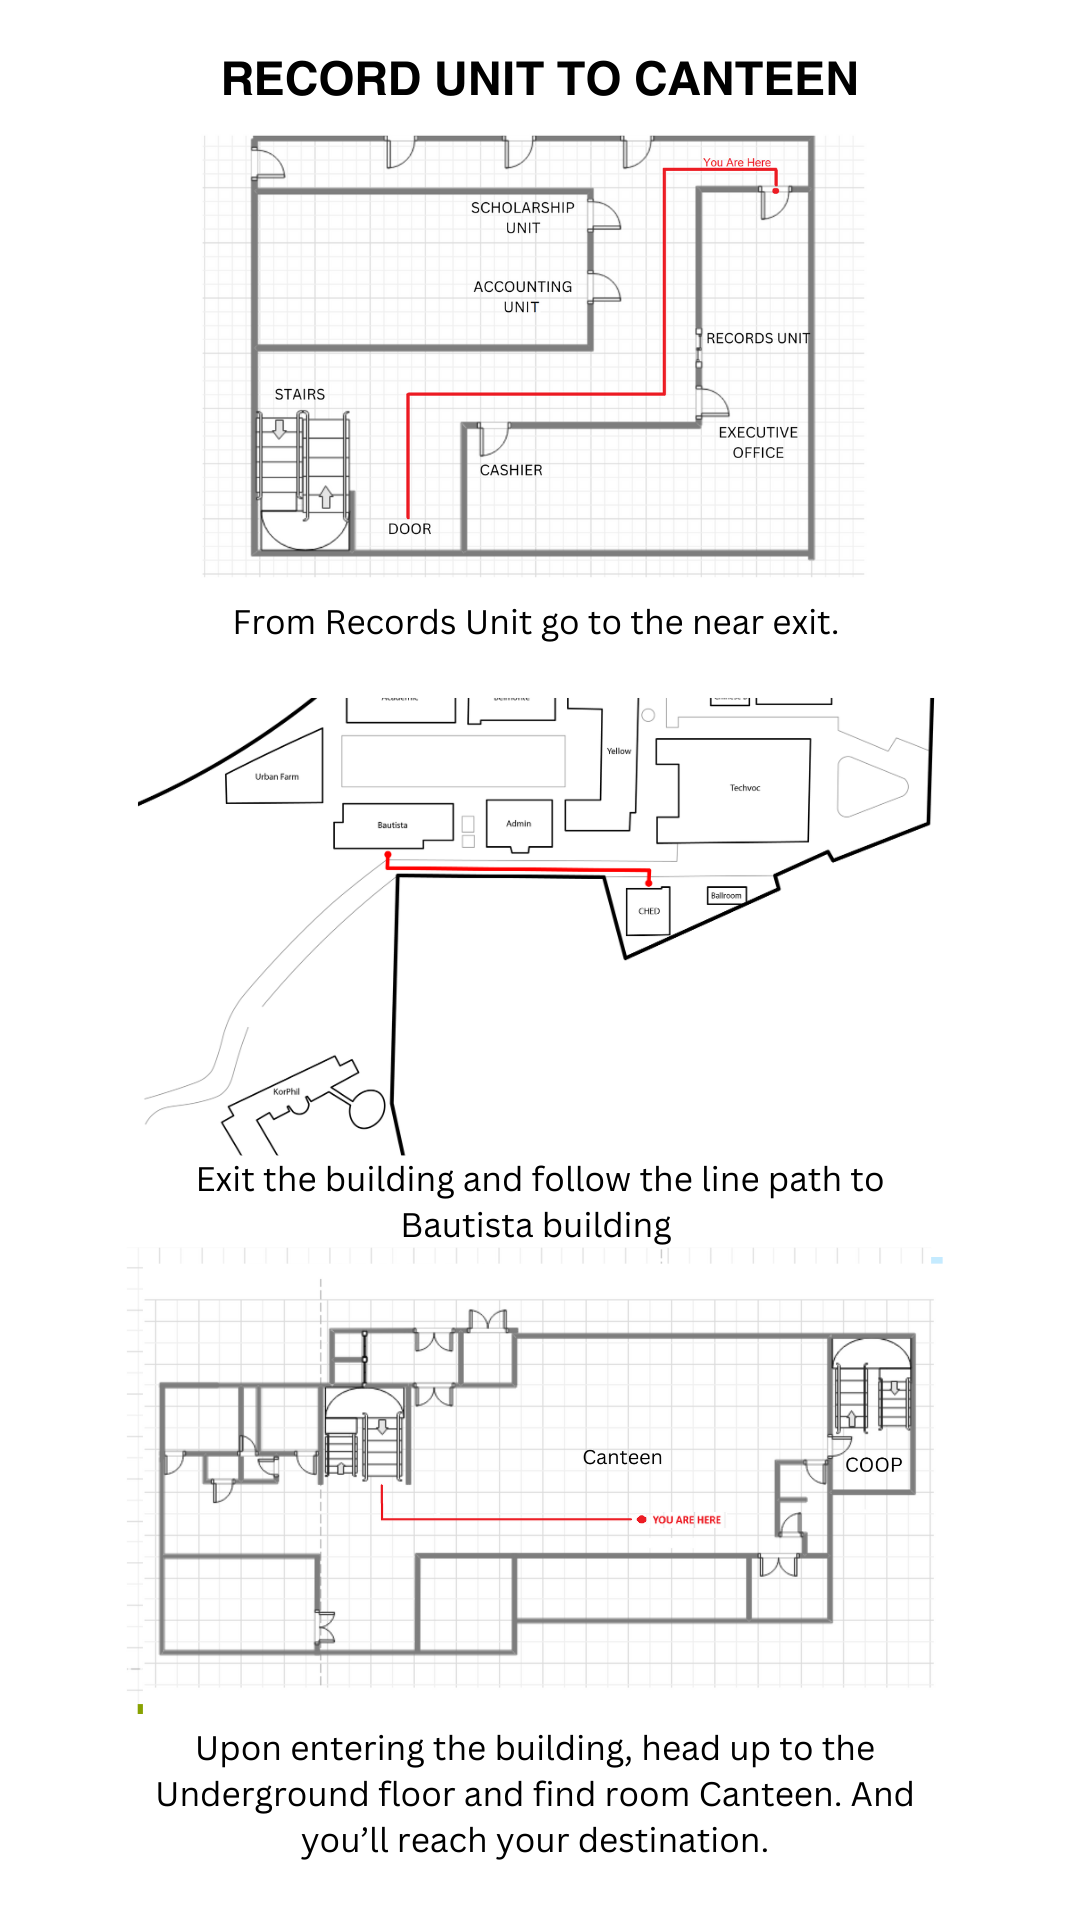 RECORD UNIT TO CANTEEN
You Are Here
SCHOLARSHIP
UNIT
ACCOUNTING
UNIT
RECORDS UNIT
STAIRS
EXECUTIVE
OFFICE
CASHIER
DOOR
From Records Unit go to the near exit.
Yellow
Urban Farm
Techvoc
Bautista
Admin
Ballroom
CHED
KorPhil
Exit the building and follow the line path to
Bautista building
Canteen
COOP
YOU ARE HERE
Upon entering the building, head up to the
Underground floor and find room Canteen. And
you’ll reach your destination.